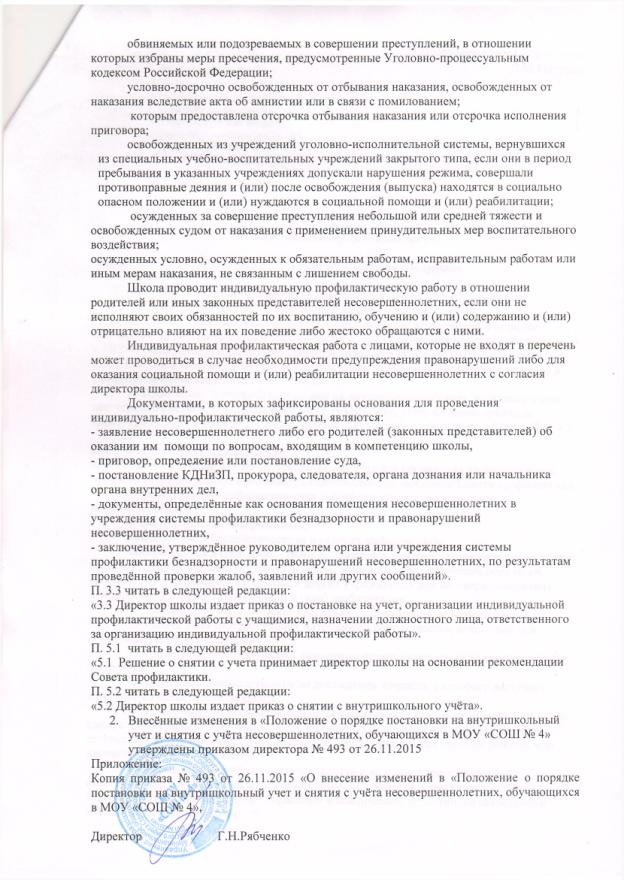 обвиняемых или подозреваемых в совершении преступлений, в отношении
которых избраны меры пресечения, предусмотренные Уголовно-процессуальным
кодексом Российской Федерации;
условно-досрочно освобожденных от отбывания наказания, освобожденных от
наказания вследствие акта об амнистии или в связи с помилованием;
которым предоставлена отсрочка отбывания наказания или отсрочка исполнения
приговора;
освобожденных из учреждений уголовно-исполнительной системы, вернувшихся
из специальных учебно-воспитательных учреждений закрытого типа, если они в период
пребывания в указанных учреждениях допускали нарушения режима, совершали
противоправные деяния и (или) после освобождения (выпуска) находятся в социально
опасном положении и (или) нуждаются в социальной помощи и (или) реабилитации;
осужденных за совершение преступления небольшой или средней тяжести и
освобожденных судом от наказания с применением принудительных мер воспитательного
воздействия;
осужденных условно, осужденных к обязательным работам, исправительным работам или
иным мерам наказания, не связанным с лишением свободы.
Школа проводит индивидуальную профилактическую работу в отношении
родителей или иных законных представителей несовершеннолетних, если они не
исполняют своих обязанностей по их воспитанию, обучению и (или) содержанию и (или)
отрицательно влияют на их поведение либо жестоко обращаются с ними.
Индивидуальная профилактическая работа с лицами, которые не входят в перечень
может проводиться в случае необходимости предупреждения правонарушений либо для
оказания социальной помощи и (или) реабилитации несовершеннолетних с согласия
директора школы.
Документами, в которых зафиксированы основания для проведения
индивидуально-профилактической работы, являются:
- заявление несовершеннолетнего либо его родителей (законных представителей) об
оказании им помощи по вопросам, входящим в компетенцию школы,
- приговор, определение или постановление суда,
- постановление КДНиЗП, прокурора, следователя, органа дознания или начальника
органа внутренних дел,
- документы, определённые как основания помещения несовершеннолетних в
учреждения системы профилактики безнадзорности и правонарушений
несовершеннолетних,
- заключение, утверждённое руководителем органа или учреждения системы
профилактики безнадзорности и правонарушений несовершеннолетних, по результатам
проведённой проверки жалоб, заявлений или других сообщений».
П. 3.3 читать в следующей редакции:
«3.3 Директор школы издает приказ о постановке на учет, организации индивидуальной
профилактической работы с учащимися, назначении должностного лица, ответственного
за организацию индивидуальной профилактической работы».
П. 5.1 читать в следующей редакции:
«5.1 Решение о снятии с учета принимает директор школы на основании рекомендации
Совета профилактики.
П. 5.2 читать в следующей редакции:
«5.2 Директор школы издает приказ о снятии с внутришкольного учёта».
2. Внесённые изменения в «Положение о порядке постановки на внутришкольный
учет и снятия с учёта несовершеннолетних, обучающихся в МОУ «СОШ № 4»
утверждены приказом директора № 493 от 26.11.2015
Приложение:
Копия приказа № 493 от 26.11.2015 «О внесение изменений в «Положение о порядке
постановки на внутришкольный учет и снятия с учёта несовершеннолетних, обучающихся
в МОУ «СОШ № 4»,
Директор Г.Н.Рябченко